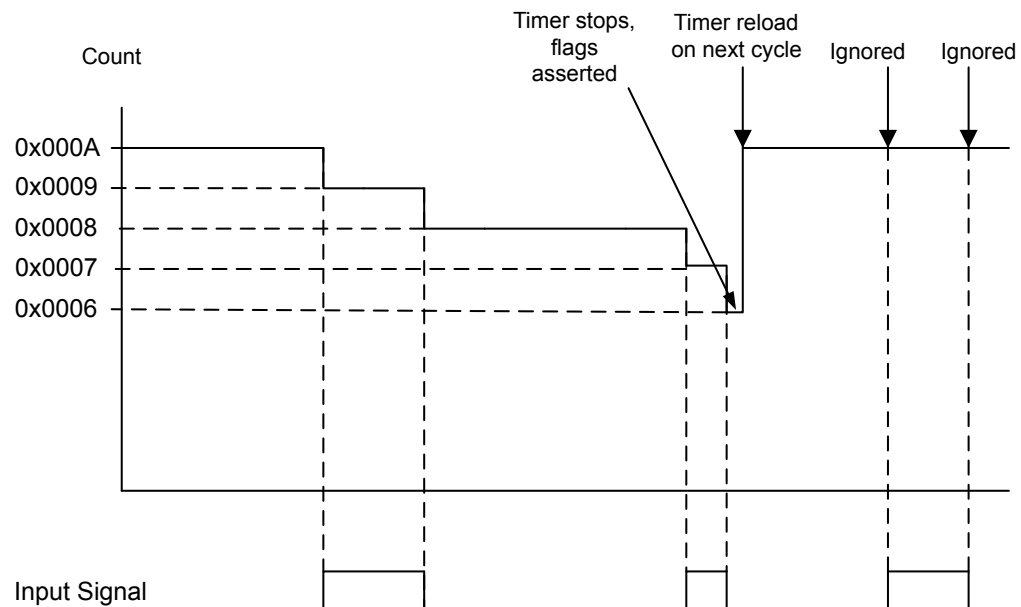 Timer stops,
flags
asserted
Timer reload
on next cycle
Ignored
Ignored
Count
0x000A
0x0009
0x0008
0x0007
0x0006
Input Signal